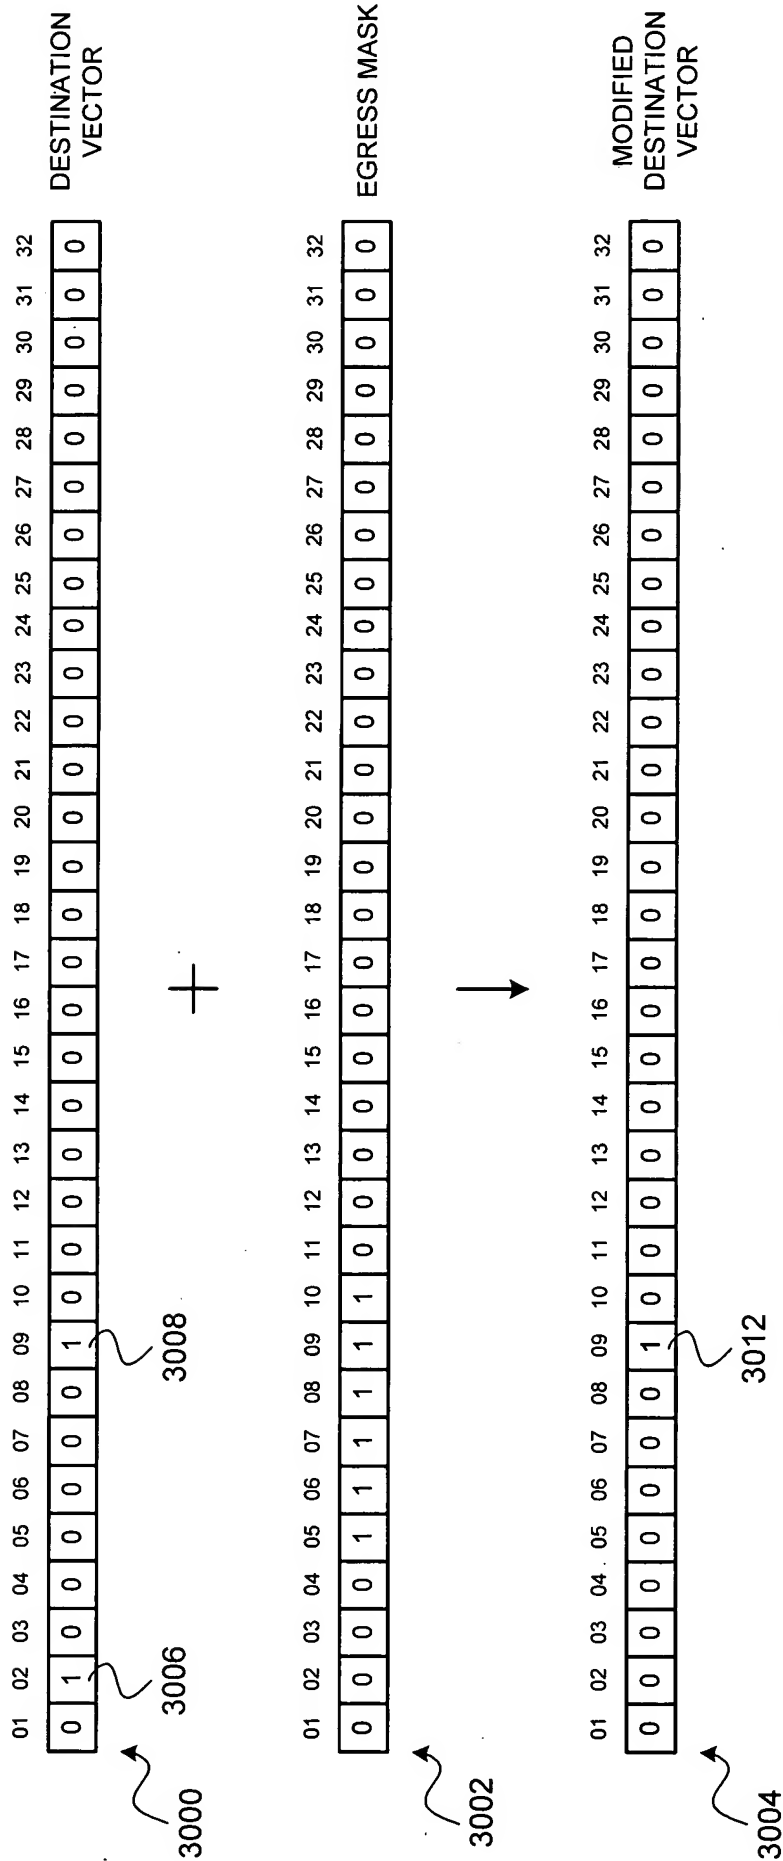 01 02 03 04 05 06 07 08 09 10 11 12 13 14 15 16 17 18 19 20 21 22 23 24 25 26 27 28 29 30 31 32
0 1 0 0 0 0 0 0 1 0 0 0 0 0 0 0 0 0 0 0 0 0 0 0 0 0 0 0 0 0 0 0
DESTINATION
VECTOR
3000
3006
3008
+
01 02 03 04 05 06 07 08 09 10 11 12 13 14 15 16 17 18 19 20 21 22 23 24 25 26 27 28 29 30 31 32
0 0 0 0 1 1 1 1 1 1 0 0 0 0 0 0 0 0 0 0 0 0 0 0 0 0 0 0 0 0 0 0
EGRESS MASK
3002
01 02 03 04 05 06 07 08 09 10 11 12 13 14 15 16 17 18 19 20 21 22 23 24 25 26 27 28 29 30 31 32
0 0 0 0 0 0 0 0 1 0 0 0 0 0 0 0 0 0 0 0 0 0 0 0 0 0 0 0 0 0 0 0
MODIFIED
DESTINATION
VECTOR
3004
3012